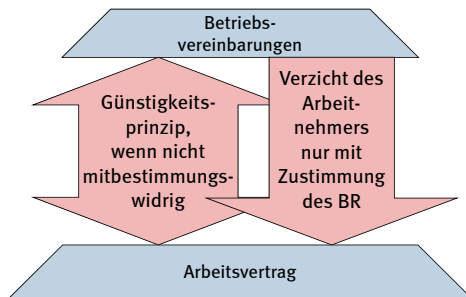 Betriebs-
vereinbarungen
Günstigkeits-
prinzip,
wenn nicht
mitbestimmungs-
widrig
Verzicht des
Arbeit-
nehmers
nur mit
Zustimmung
des BR
Arbeitsvertrag